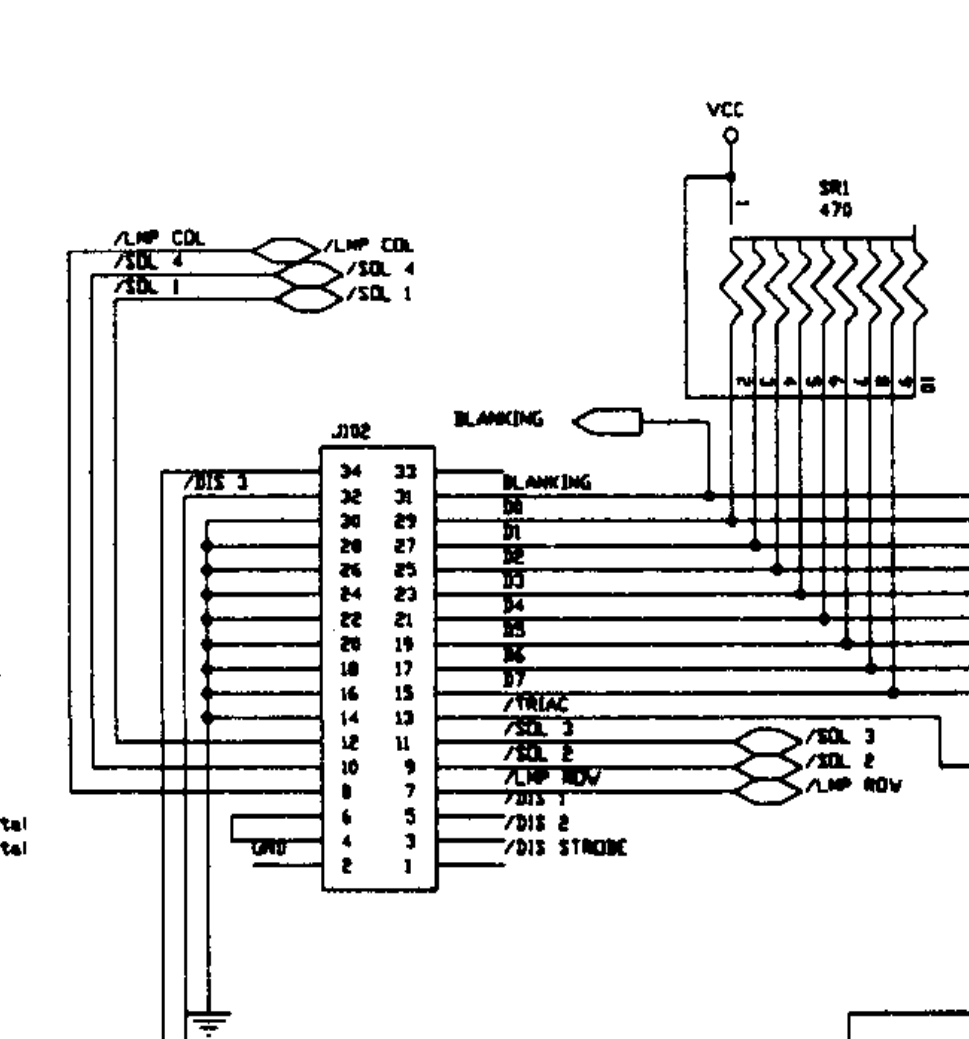 VCC
SR1
470
1
/LMP COL
/LMP COL
/SOL 4
/SOL 4
/SOL 1
/SOL 1
2 3 4 5 6 7 8 9 10
BLANKING
J102
34 33
/DIS 3
BLANKING
32 31
D0
30 29
D1
28 27
D2
26 25
D3
24 23
D4
22 21
D5
20 19
D6
18 17
D7
16 15
/TRIAC
14 13
/SOL 3
/SOL 3
12 11
/SOL 2
/SOL 2
10 9
/LMP ROW
/LMP ROW
8 7
/DIS 1
6 5
/DIS 2
tal
4 3
GND
/DIS STROBE
tal
2 1